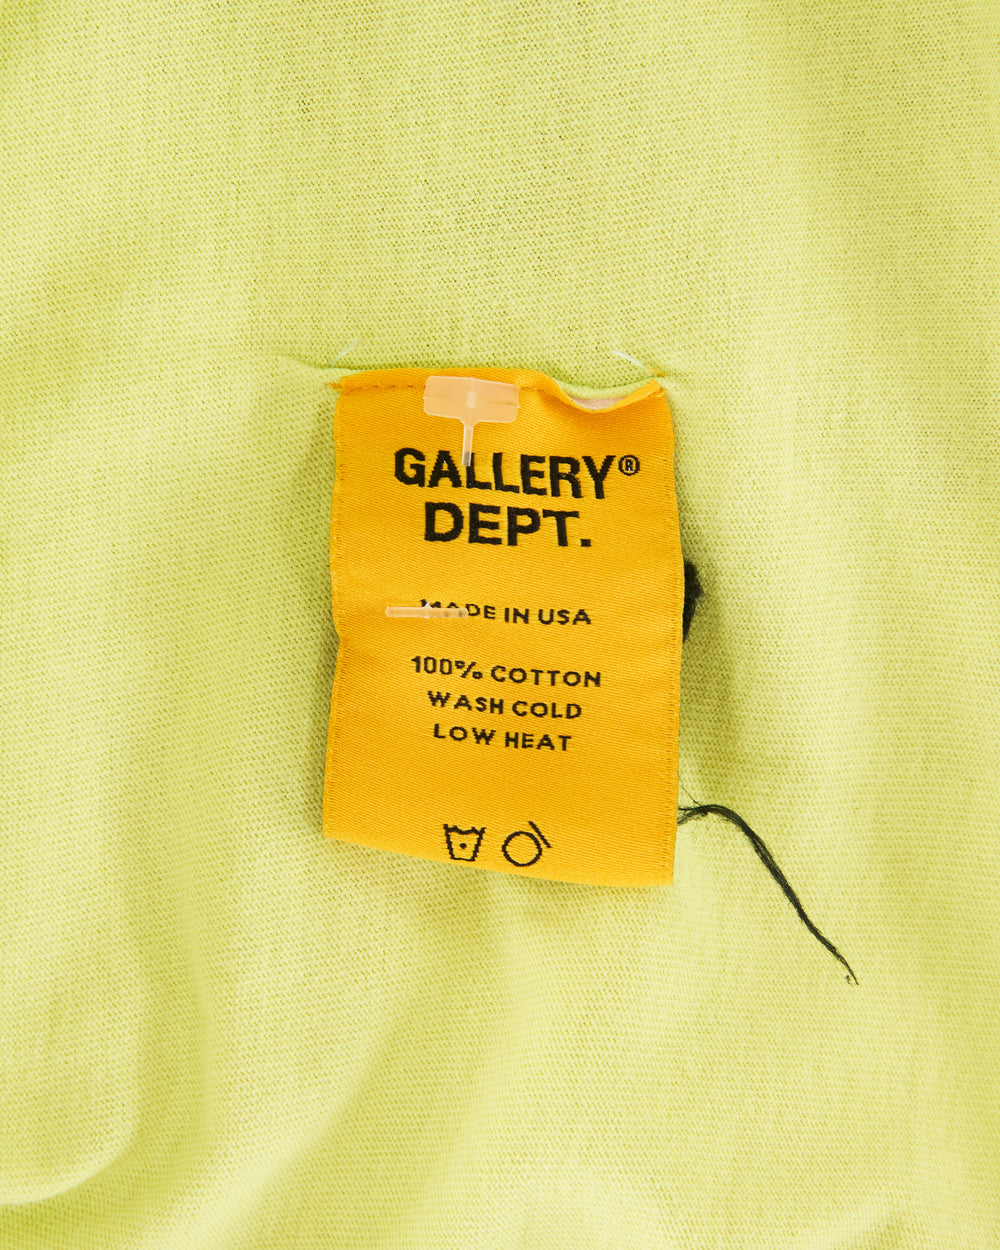 GALLERY®
DEPT.
MADE IN USA
100% COTTON
WASH COLD
LOW HEAT